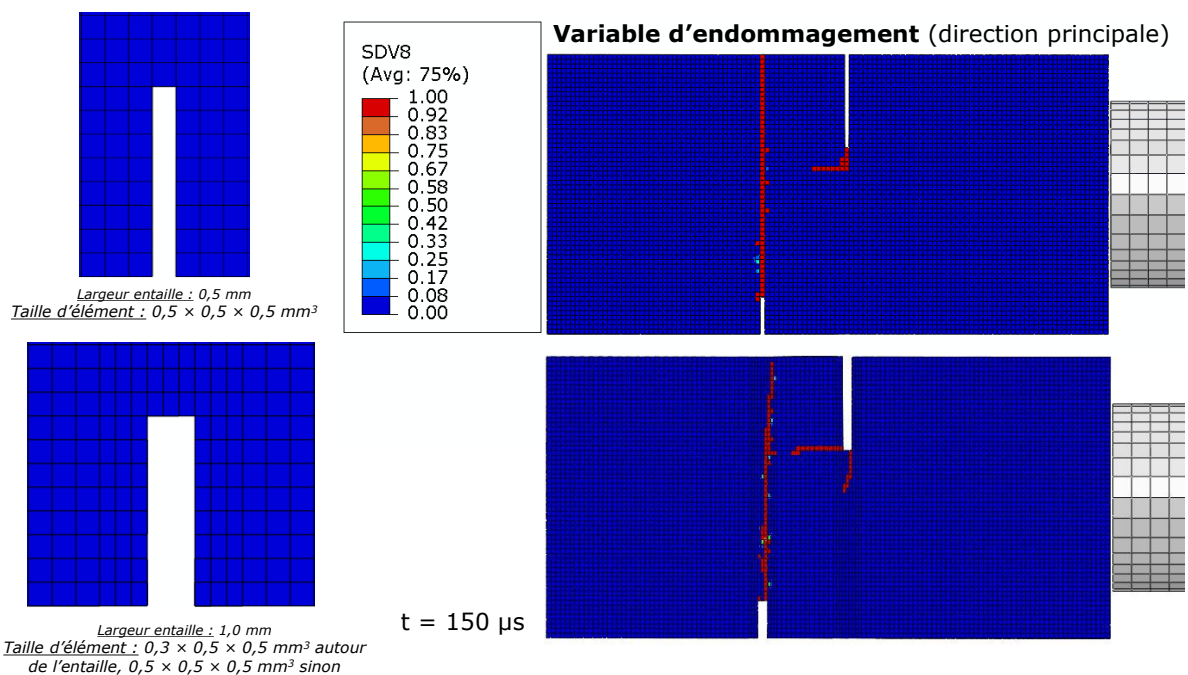 Largeur entaille : 0,5 mm
Taille d'élément : 0,5 × 0,5 × 0,5 mm³
SDV8
(Avg: 75%)
1.00
0.92
0.83
0.75
0.67
0.58
0.50
0.42
0.33
0.25
0.17
0.08
0.00
Variable d’endommagement (direction principale)
Largeur entaille : 1,0 mm
Taille d'élément : 0,3 × 0,5 × 0,5 mm³ autour
de l'entaille, 0,5 × 0,5 × 0,5 mm³ sinon
t = 150 µs